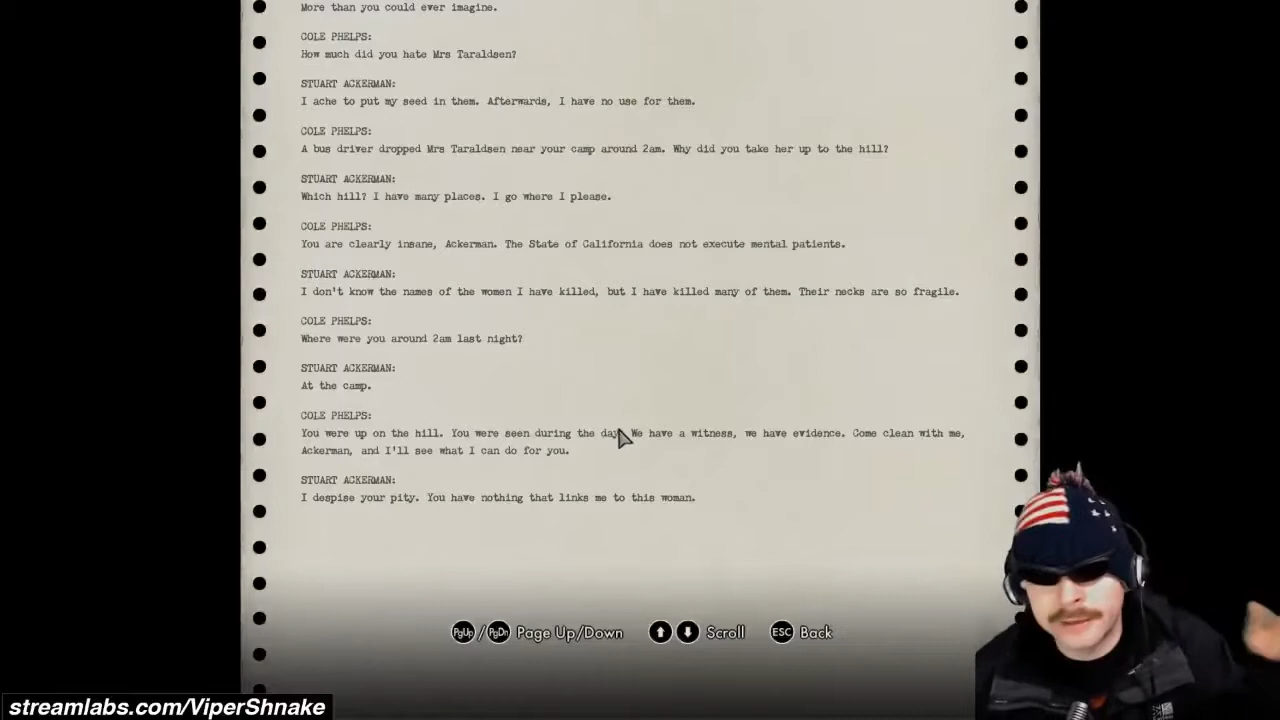 More than you could ever imagine.
COLE PHELPS:
How much did you hate Mrs Taraldsen?
STUART ACKERMAN:
I ache to put my seed in them. Afterwards, I have no use for them.
COLE PHELPS:
A bus driver dropped Mrs Taraldsen near your camp around 2am. Why did you take her up to the hill?
STUART ACKERMAN:
Which hill? I have many places. I go where I please.
COLE PHELPS:
You are clearly insane, Ackerman. The State of California does not execute mental patients.
STUART ACKERMAN:
I don't know the names of the women I have killed, but I have killed many of them. Their necks are so fragile.
COLE PHELPS:
Where were you around 2am last night?
STUART ACKERMAN:
At the camp.
COLE PHELPS:
You were up on the hill. You were seen during the day. We have a witness, we have evidence. Come clean with me,
Ackerman, and I'll see what I can do for you.
STUART ACKERMAN:
I despise your pity. You have nothing that links me to this woman.
PgUp / PgDn Page Up/Down Scroll ESC Back
streamlabs.com/ViperShnake